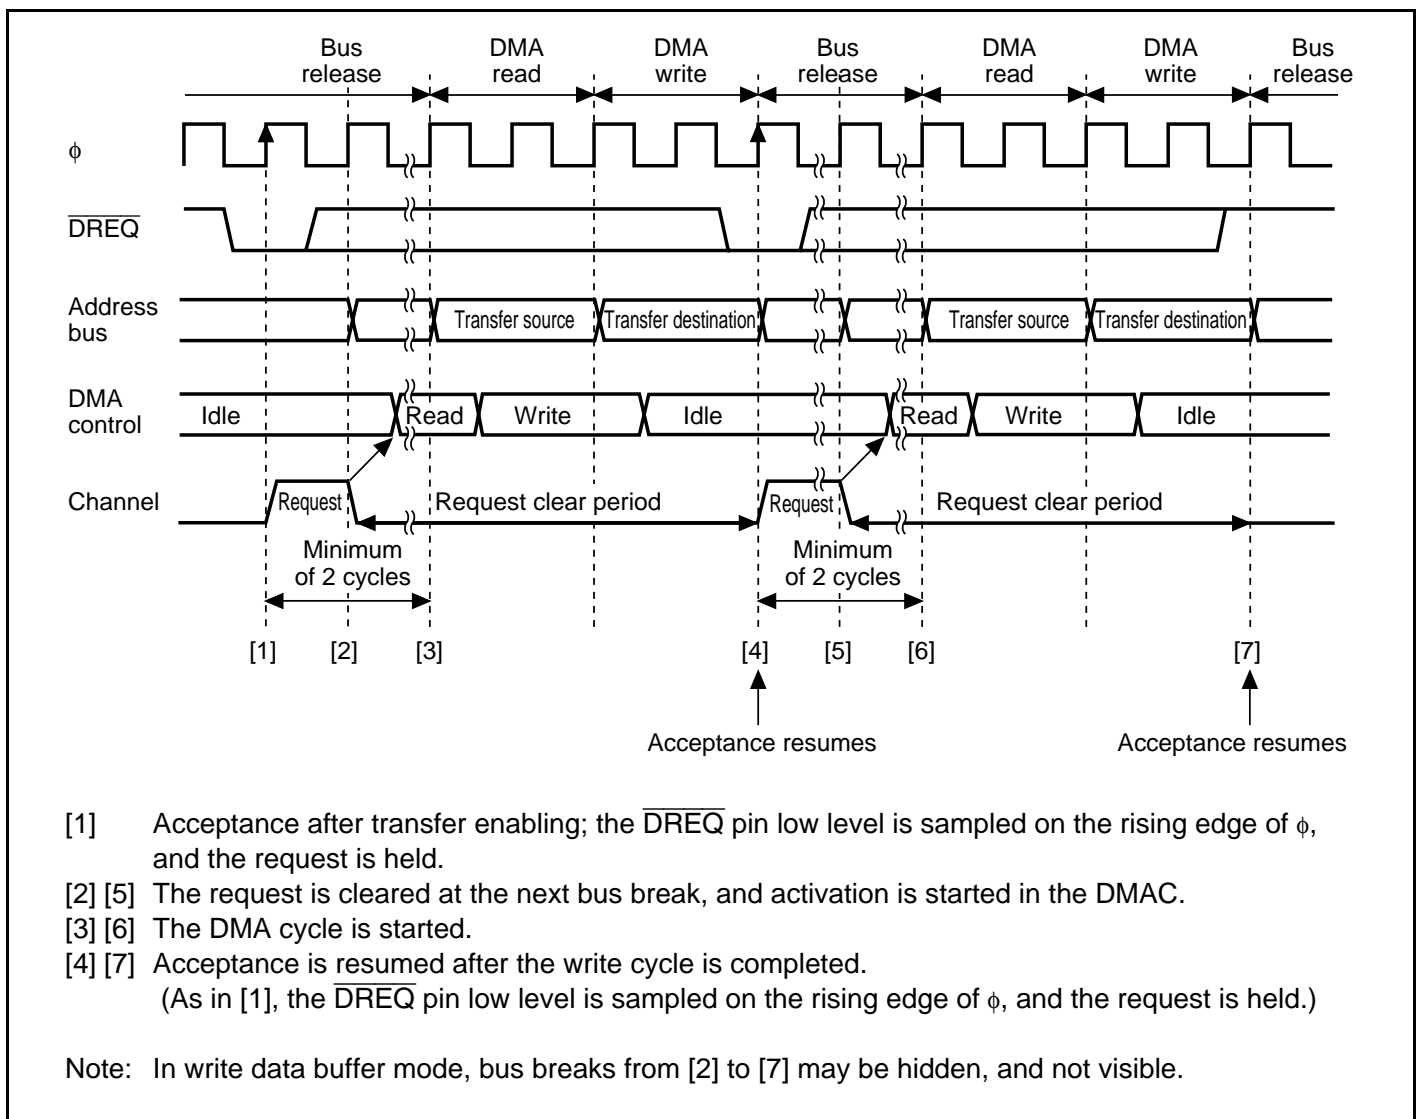 Bus release DMA read DMA write Bus release DMA read DMA write Bus release
ϕ
DREQ
Address bus
Transfer source Transfer destination Transfer source Transfer destination
DMA control
Idle Read Write Idle Read Write Idle
Channel
Request Request clear period Request Request clear period
Minimum of 2 cycles Minimum of 2 cycles
[1] [2] [3] [4] [5] [6] [7]
Acceptance resumes Acceptance resumes
[1] Acceptance after transfer enabling; the DREQ pin low level is sampled on the rising edge of ϕ,
and the request is held.
[2] [5] The request is cleared at the next bus break, and activation is started in the DMAC.
[3] [6] The DMA cycle is started.
[4] [7] Acceptance is resumed after the write cycle is completed.
(As in [1], the DREQ pin low level is sampled on the rising edge of ϕ, and the request is held.)
Note: In write data buffer mode, bus breaks from [2] to [7] may be hidden, and not visible.